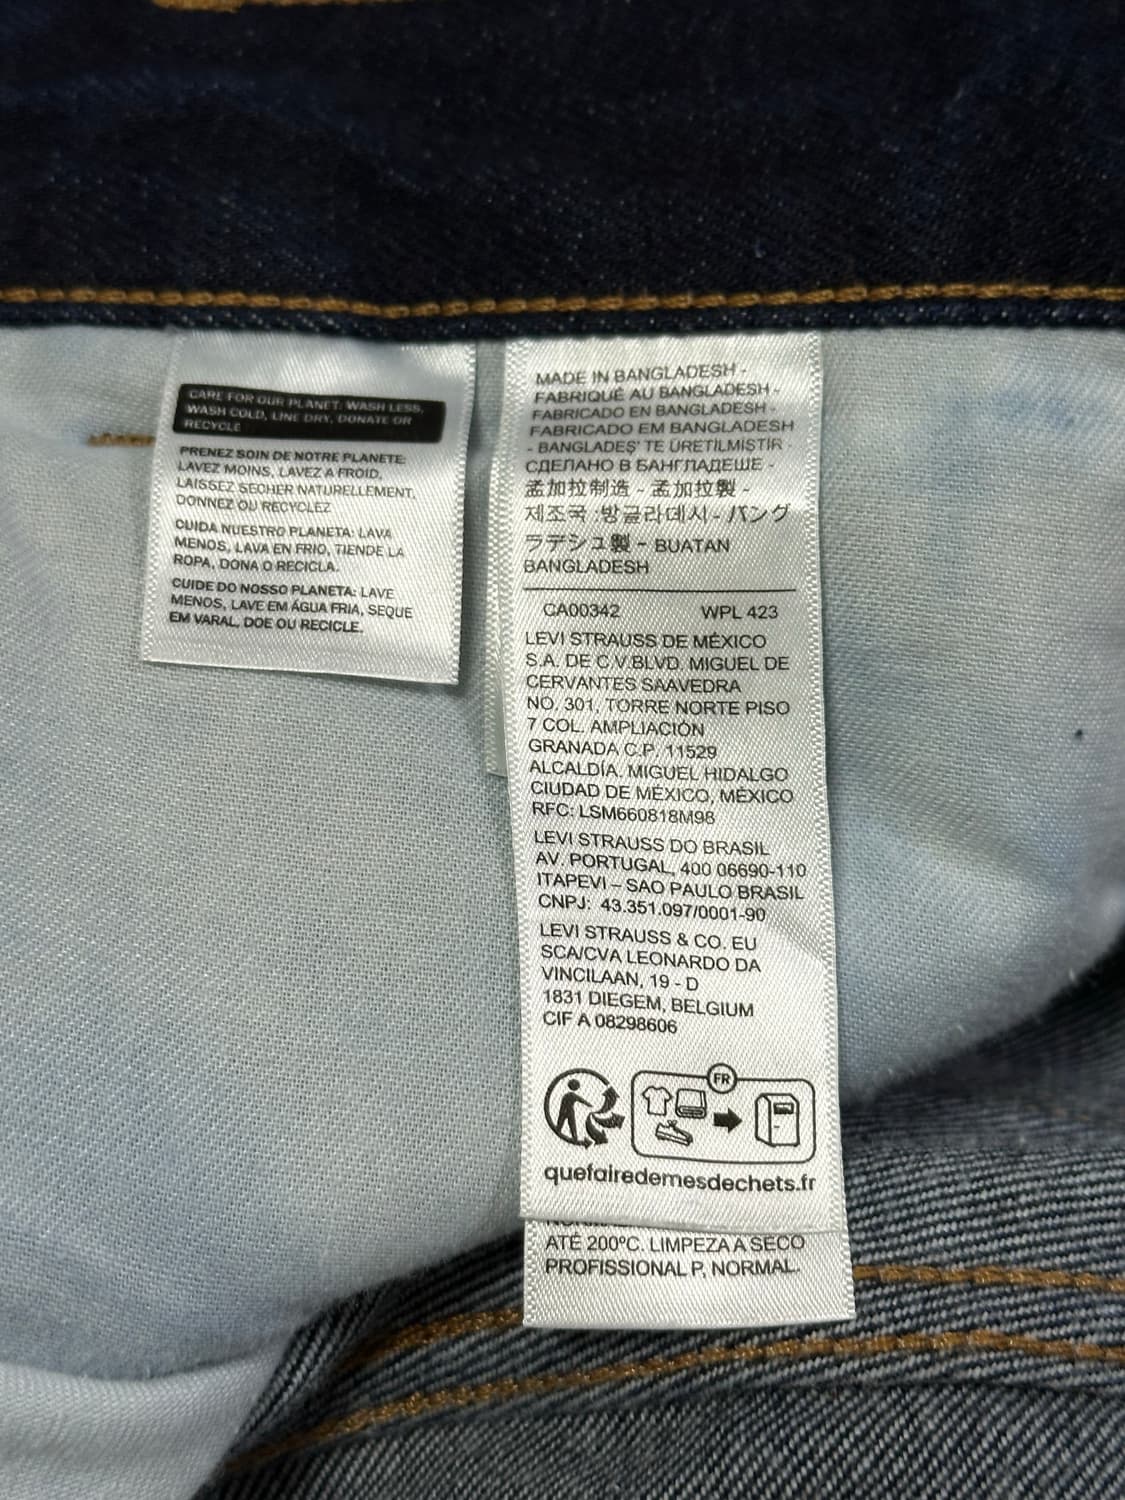 CARE FOR OUR PLANET: WASH LESS,
WASH COLD, LINE DRY, DONATE OR
RECYCLE
PRENEZ SOIN DE NOTRE PLANETE:
LAVEZ MOINS, LAVEZ A FROID,
LAISSEZ SECHER NATURELLEMENT,
DONNEZ OU RECYCLEZ
CUIDA NUESTRO PLANETA: LAVA
MENOS, LAVA EN FRIO, TIENDE LA
ROPA, DONA O RECICLA.
CUIDE DO NOSSO PLANETA: LAVE
MENOS, LAVE EM ÁGUA FRIA, SEQUE
EM VARAL, DOE OU RECICLE.
MADE IN BANGLADESH -
FABRIQUÉ AU BANGLADESH -
FABRICADO EN BANGLADESH -
FABRICADO EM BANGLADESH
- BANGLADEŞ' TE ÜRETİLMİŞTİR -
СДЕЛАНО В БАНГЛАДЕШЕ -
孟加拉制造 - 孟加拉製 -
제조국 :방글라데시 - バング
ラデシュ製 - BUATAN
BANGLADESH
CA00342 WPL 423
LEVI STRAUSS DE MÉXICO
S.A. DE C.V.BLVD. MIGUEL DE
CERVANTES SAAVEDRA
NO. 301, TORRE NORTE PISO
7 COL. AMPLIACIÓN
GRANADA C.P. 11529
ALCALDÍA. MIGUEL HIDALGO
CIUDAD DE MÉXICO, MÉXICO
RFC: LSM660818M98
LEVI STRAUSS DO BRASIL
AV. PORTUGAL, 400 06690-110
ITAPEVI – SAO PAULO BRASIL
CNPJ: 43.351.097/0001-90
LEVI STRAUSS & CO. EU
SCA/CVA LEONARDO DA
VINCILAAN, 19 - D
1831 DIEGEM, BELGIUM
CIF A 08298606
FR
quefairedemesdechets.fr
ATÉ 200ºC. LIMPEZA A SECO
PROFISSIONAL P, NORMAL.